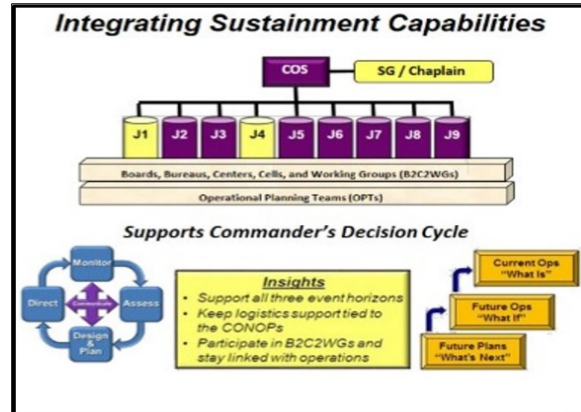 Integrating Sustainment Capabilities
COS
SG / Chaplain
J1
J2
J3
J4
J5
J6
J7
J8
J9
Boards, Bureaus, Centers, Cells, and Working Groups (B2C2WGs)
Operational Planning Teams (OPTs)
Supports Commander's Decision Cycle
Monitor
Direct
Communicate
Assess
Design
& Plan
Insights
• Support all three event horizons
• Keep logistics support tied
to the CONOPs
• Participate in B2C2WGs and
stay linked with operations
Current Ops
"What Is"
Future Ops
"What If"
Future Plans
"What's Next"